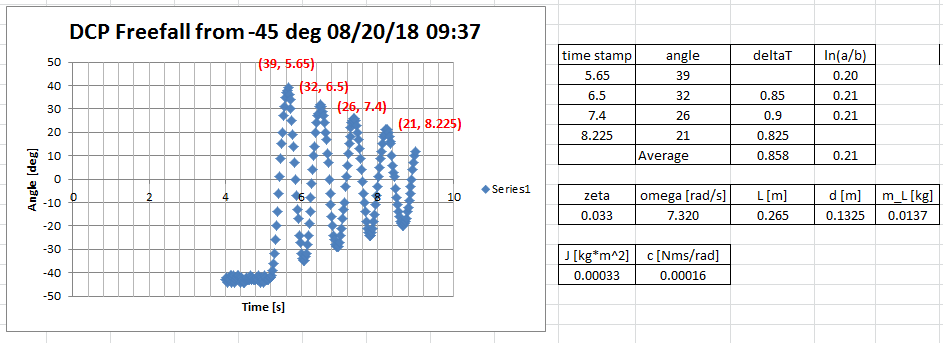 DCP Freefall from -45 deg 08/20/18 09:37
50
40
30
20
10
0
-10
-20
-30
-40
-50
0 2 4 6 8 10
Angle [deg]
Time [s]
(39, 5.65)
(32, 6.5)
(26, 7.4)
(21, 8.225)
Series1
time stamp angle deltaT ln(a/b)
5.65 39 0.20
6.5 32 0.85 0.21
7.4 26 0.9 0.21
8.225 21 0.825
Average 0.858 0.21
zeta omega [rad/s] L [m] d [m] m_L [kg]
0.033 7.320 0.265 0.1325 0.0137
J [kg*m^2] c [Nms/rad]
0.00033 0.00016